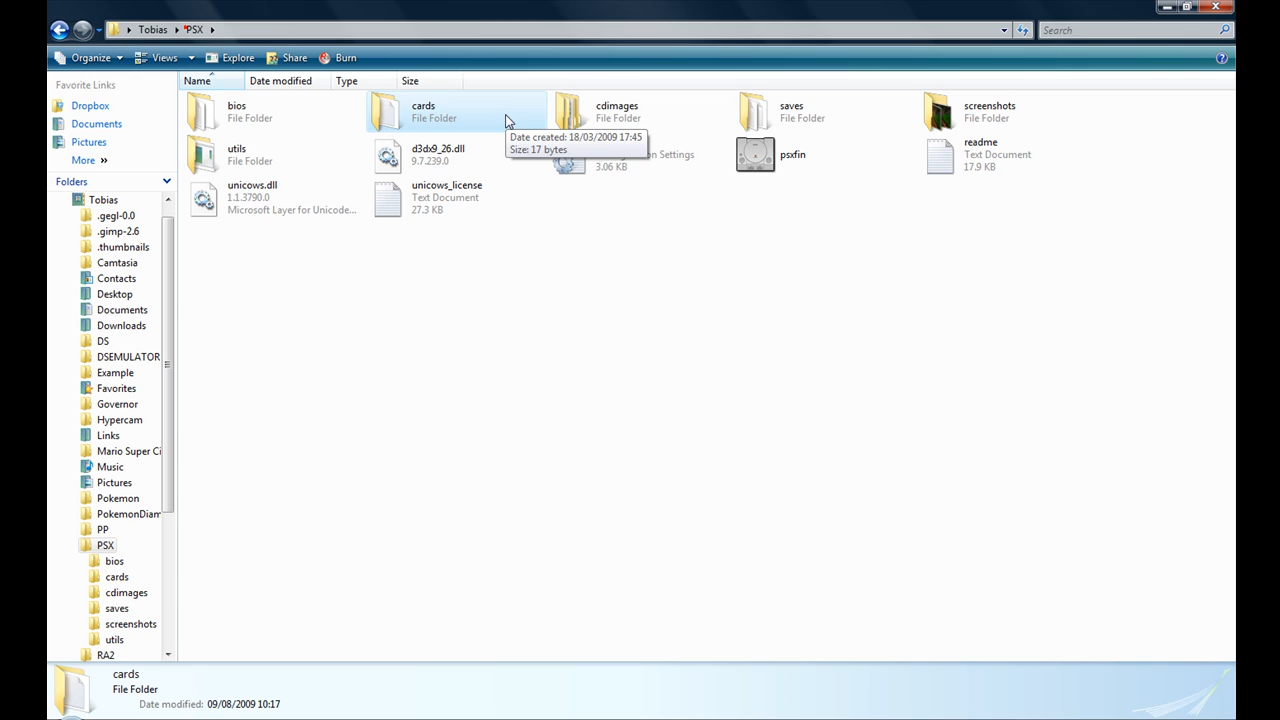 Tobias PSX
Search
Organize Views Explore Share Burn
Favorite Links
Dropbox
Documents
Pictures
More
Folders
Tobias
.gegl-0.0
.gimp-2.6
.thumbnails
Camtasia
Contacts
Desktop
Documents
Downloads
DS
DSEMULATOR
Example
Favorites
Governor
Hypercam
Links
Mario Super Ci
Music
Pictures
Pokemon
PokemonDiam
PP
PSX
bios
cards
cdimages
saves
screenshots
utils
RA2
Name Date modified Type Size
bios
File Folder
cards
File Folder
cdimages
File Folder
saves
File Folder
screenshots
File Folder
Date created: 18/03/2009 17:45
Size: 17 bytes
utils
File Folder
d3dx9_26.dll
9.7.239.0
on Settings
3.06 KB
psxfin
readme
Text Document
17.9 KB
unicows.dll
1.1.3790.0
Microsoft Layer for Unicode...
unicows_license
Text Document
27.3 KB
cards
File Folder
Date modified: 09/08/2009 10:17